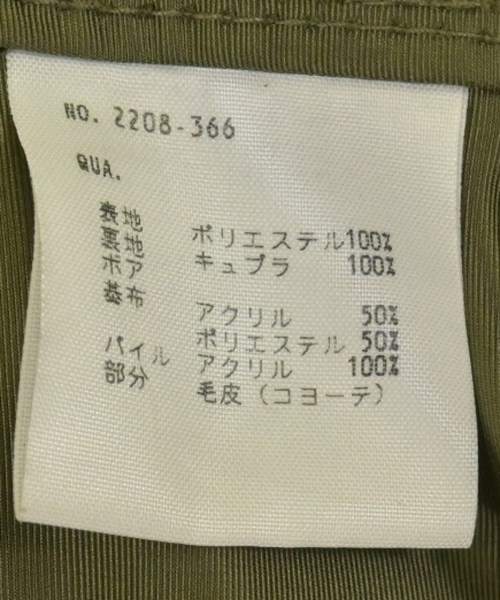 NO. 2208-366
QUA.
表地 ポリエステル100%
裏地 キュプラ 100%
ボア
基布 アクリル 50%
ポリエステル 50%
パイル アクリル 100%
部分 毛皮（コヨーテ）